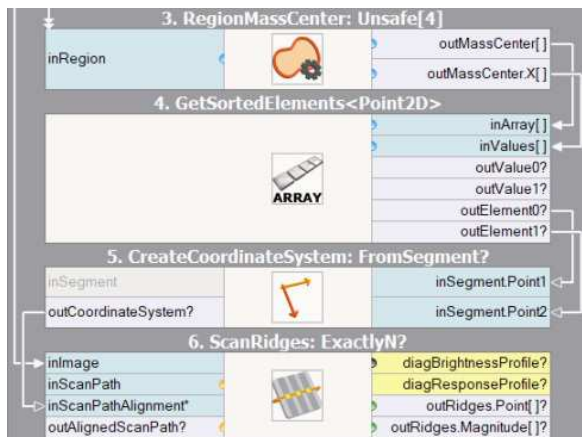 3. RegionMassCenter: Unsafe[4]
inRegion
outMassCenter[ ]
outMassCenter.X[ ]
4. GetSortedElements<Point2D>
inArray[ ]
inValues[ ]
outValue0?
outValue1?
ARRAY
outElement0?
outElement1?
5. CreateCoordinateSystem: FromSegment?
inSegment
inSegment.Point1
outCoordinateSystem?
inSegment.Point2
6. ScanRidges: ExactlyN?
inImage
diagBrightnessProfile?
inScanPath
diagResponseProfile?
inScanPathAlignment*
outRidges.Point[ ]?
outAlignedScanPath?
outRidges.Magnitude[ ]?